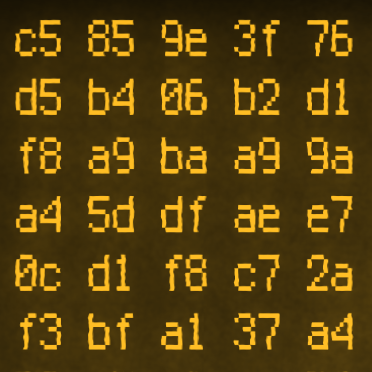 c5 85 9e 3f 76
d5 b4 06 b2 d1
f8 a9 ba a9 9a
a4 5d df ae e7
0c d1 f8 c7 2a
f3 bf a1 37 a4